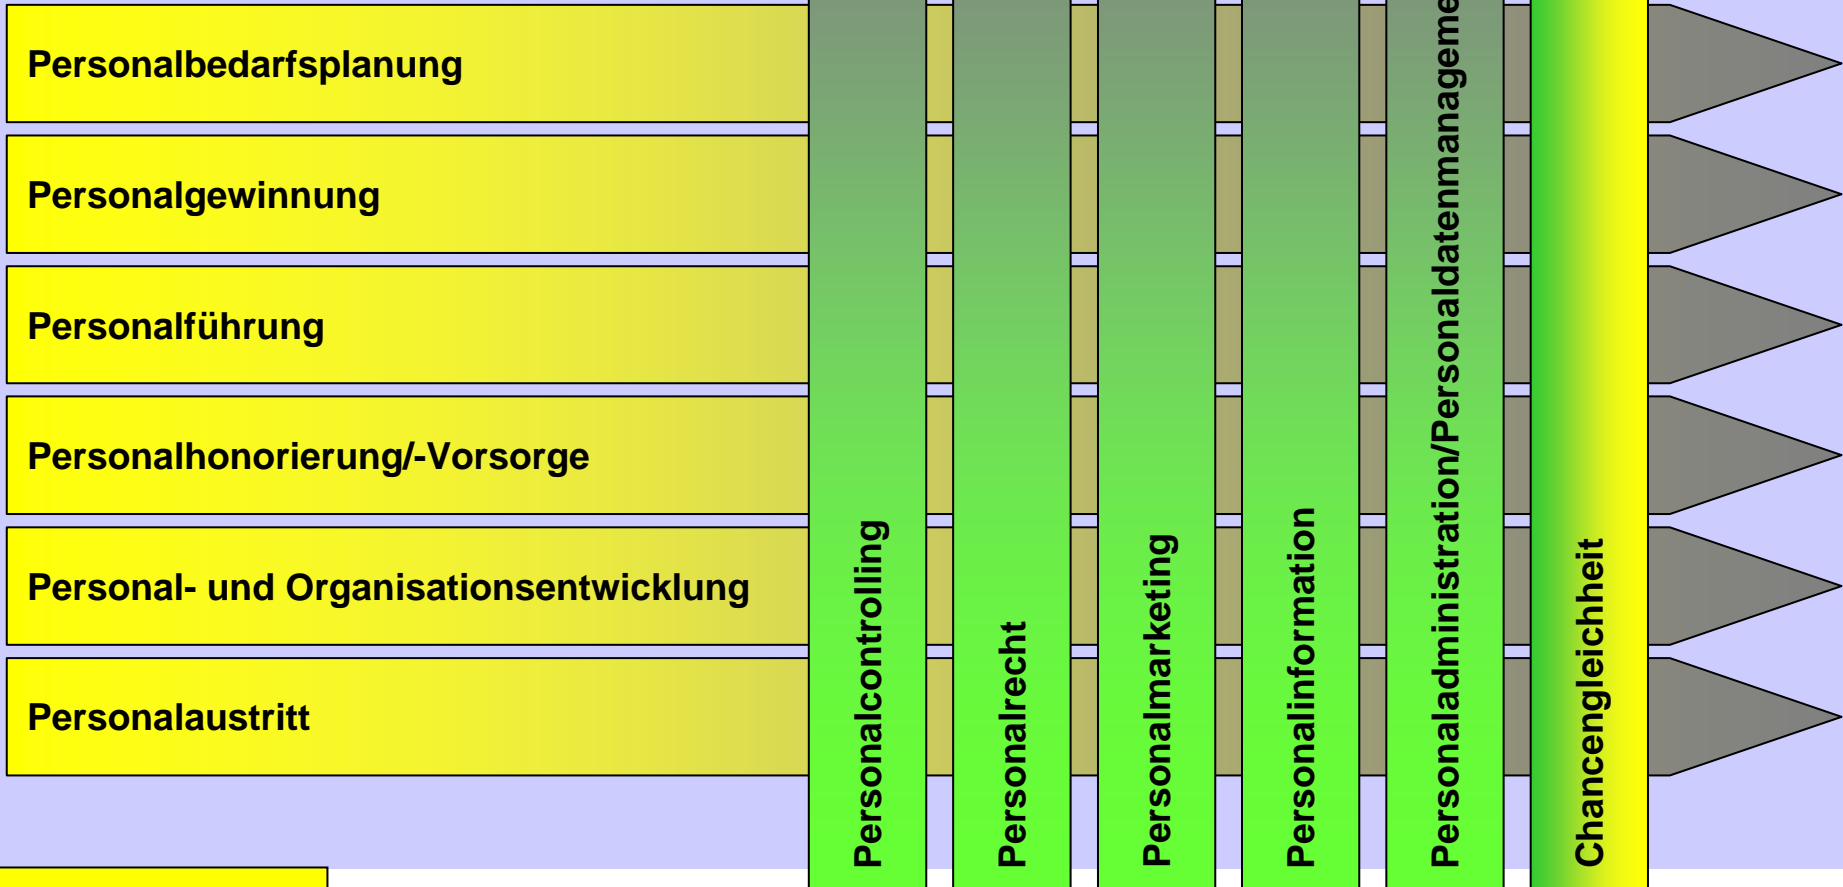 Personalbedarfsplanung
Personalgewinnung
Personalführung
Personalhonorierung/-Vorsorge
Personal- und Organisationsentwicklung
Personalaustritt
Personalcontrolling
Personalrecht
Personalmarketing
Personalinformation
Personaladministration/Personaldatenmanageme
Chancengleichheit